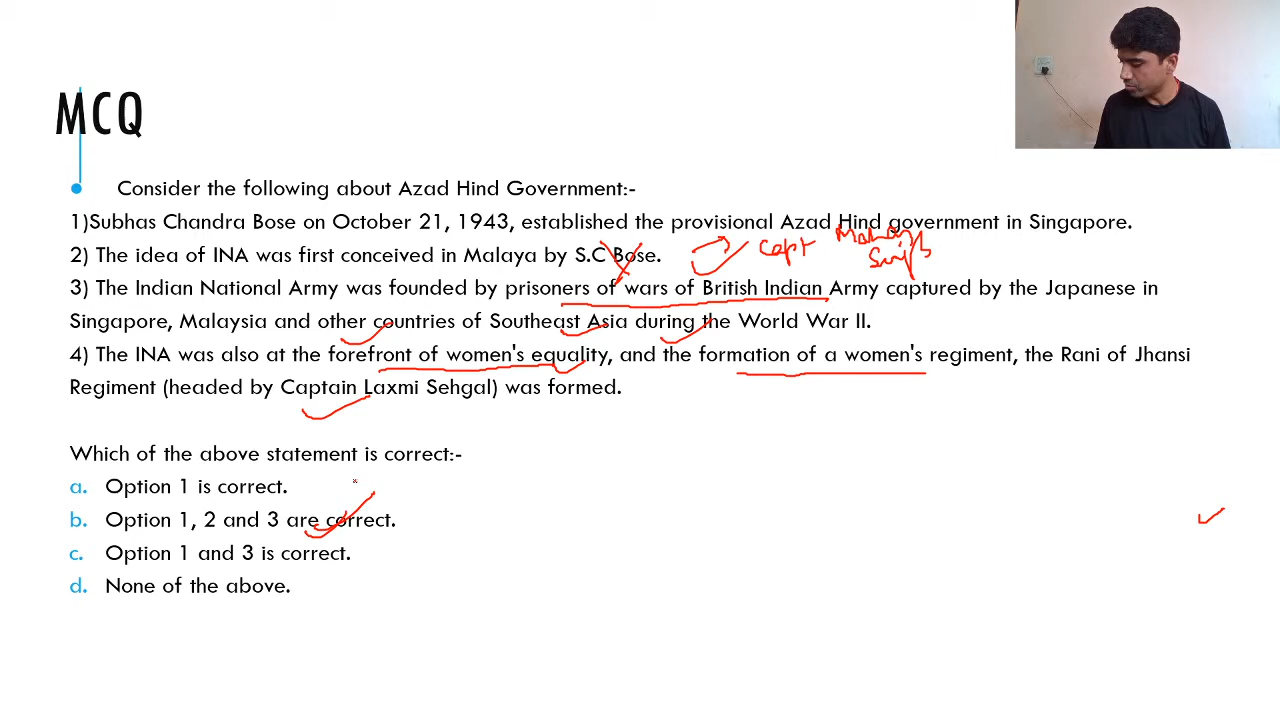 MCQ
Consider the following about Azad Hind Government:-
1)Subhas Chandra Bose on October 21, 1943, established the provisional Azad Hind government in Singapore.
2) The idea of INA was first conceived in Malaya by S.C Bose.
Capt Mohan
Singh
3) The Indian National Army was founded by prisoners of wars of British Indian Army captured by the Japanese in
Singapore, Malaysia and other countries of Southeast Asia during the World War II.
4) The INA was also at the forefront of women's equality, and the formation of a women's regiment, the Rani of Jhansi
Regiment (headed by Captain Laxmi Sehgal) was formed.
Which of the above statement is correct:-
a. Option 1 is correct.
b. Option 1, 2 and 3 are correct.
c. Option 1 and 3 is correct.
d. None of the above.